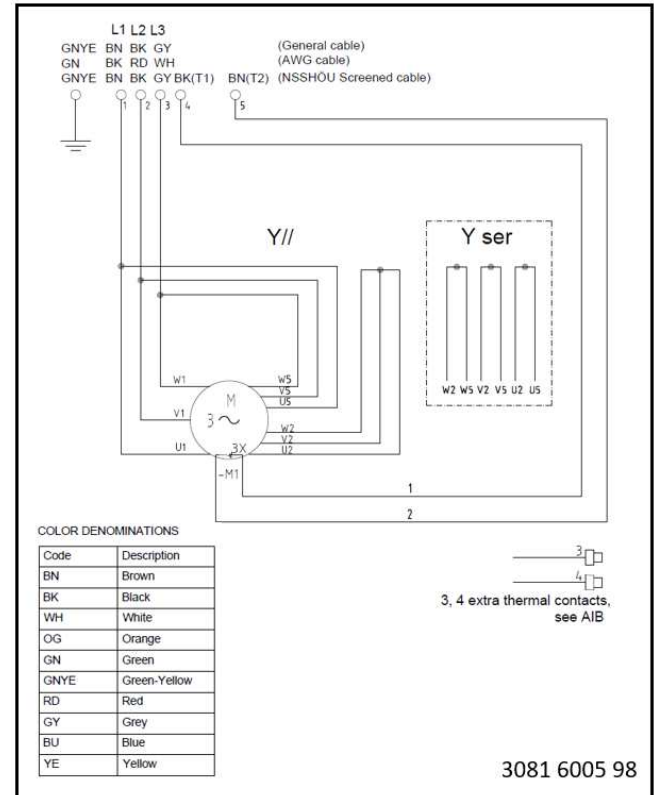 L1 L2 L3
GNYE BN BK GY (General cable)
GN BK RD WH (AWG cable)
GNYE BN BK GY BK(T1) BN(T2) (NSSHÖU Screened cable)
1 2 3 4 5
Y// Y ser
W2 W5 V2 V5 U2 U5
W1 W5
V5
M U5
V1 3~ W2
V2
U1 3X U2
-M1
1
2
COLOR DENOMINATIONS
Code Description
BN Brown
BK Black
WH White
OG Orange
GN Green
GNYE Green-Yellow
RD Red
GY Grey
BU Blue
YE Yellow
3
4
3, 4 extra thermal contacts,
see AIB
3081 6005 98